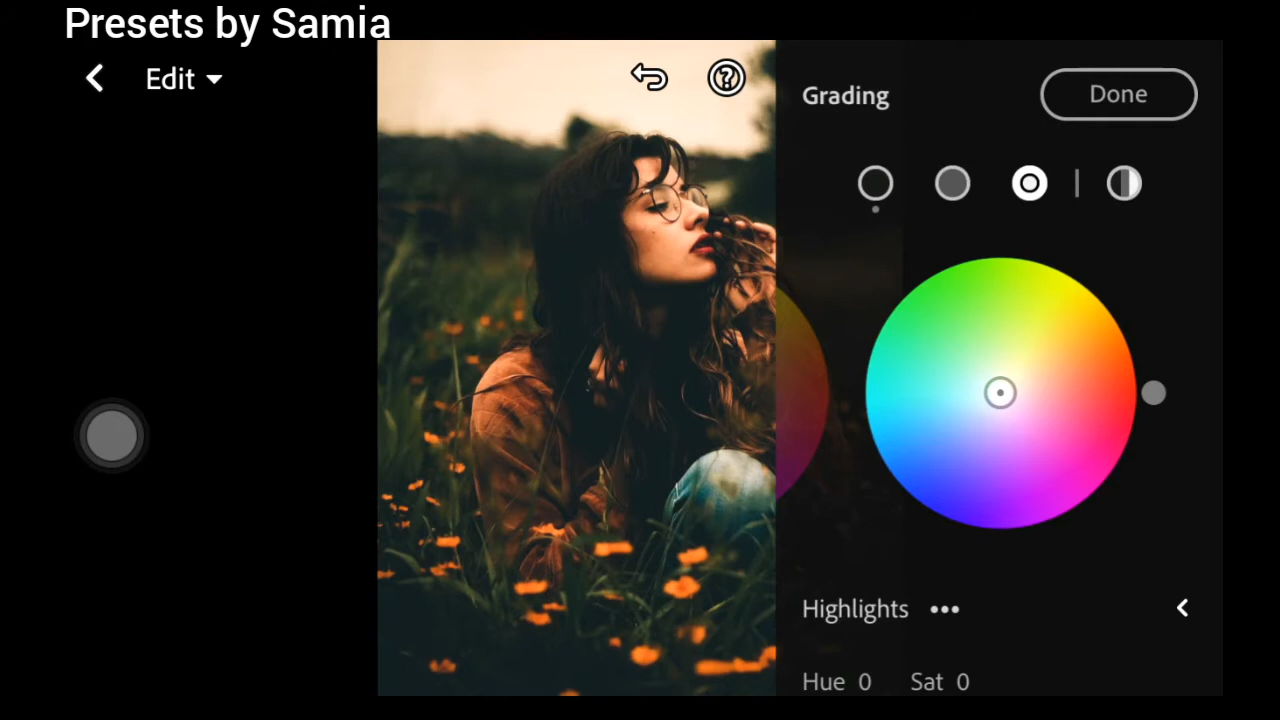 Presets by Samia
Edit
Grading
Done
Highlights
Hue 0 Sat 0